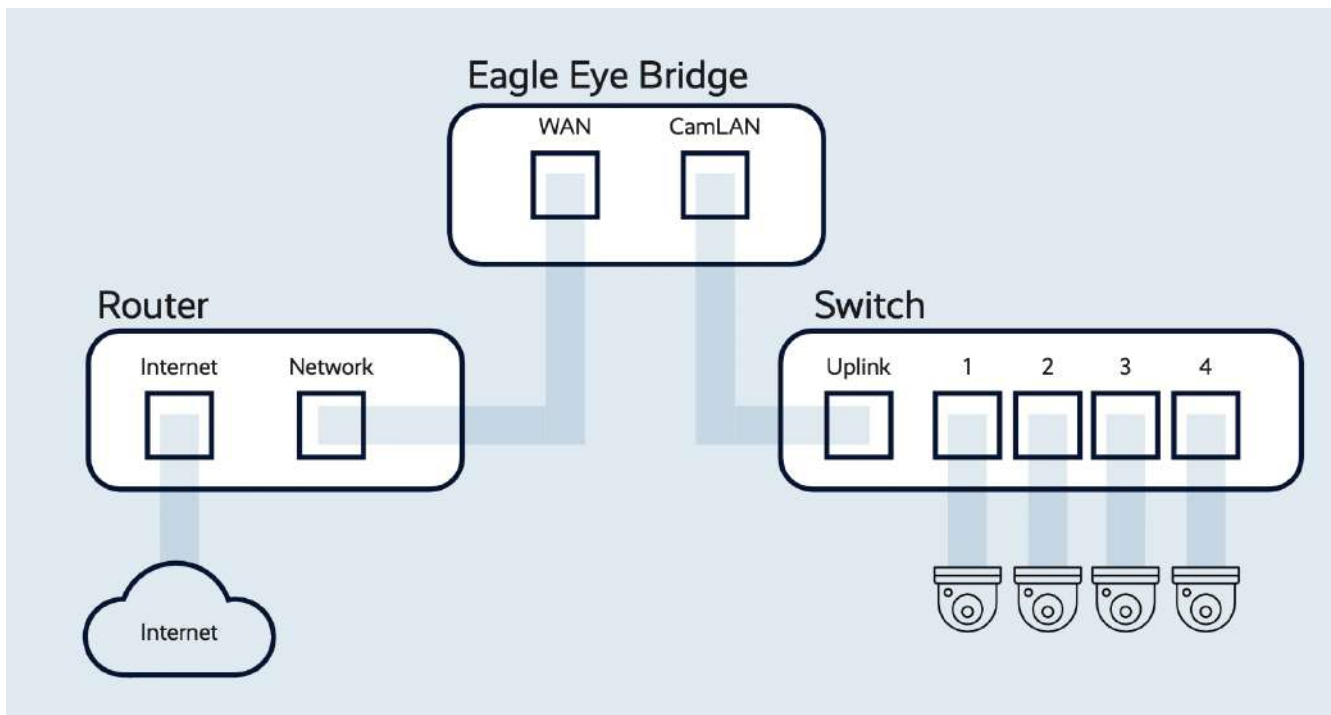 Eagle Eye Bridge
WAN CamLAN
Router
Internet Network
Internet
Switch
Uplink 1 2 3 4